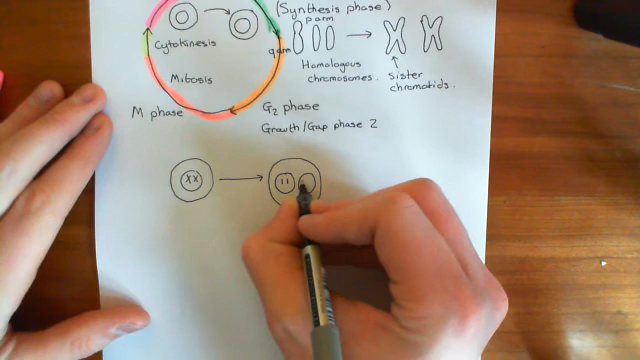 (Synthesis phase)
p arm
q arm
Cytokinesis
Homologous
chromosomes.
sister
chromatids.
Mitosis
M phase
G₂ phase
Growth/Gap phase 2